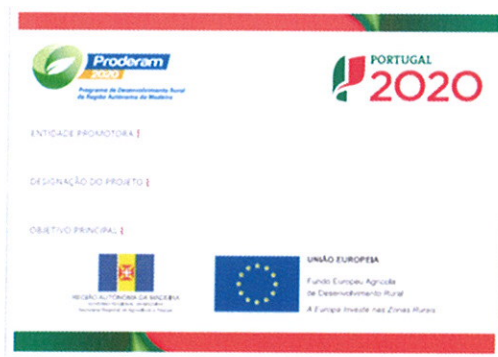 Proderam
2020
Programa de Desenvolvimento Rural
da Região Autónoma da Madeira
PORTUGAL
2020
ENTIDADE PROMOTORA |
DESIGNAÇÃO DO PROJETO |
OBJETIVO PRINCIPAL |
REGIÃO AUTÓNOMA DA MADEIRA
UNIÃO EUROPEIA
Fundo Europeu Agrícola
de Desenvolvimento Rural
A Europa Investe nas Zonas Rurais